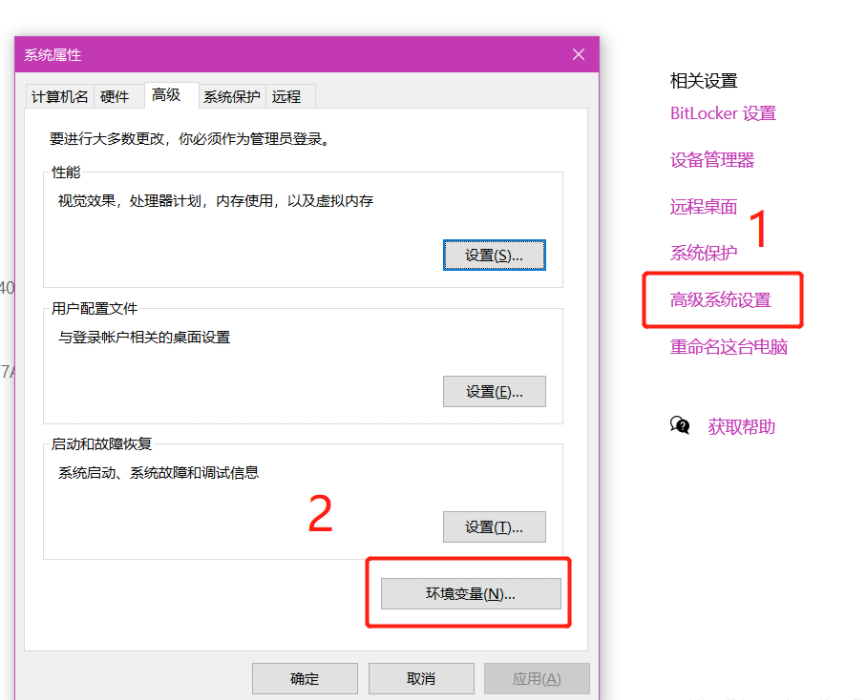 系统属性
计算机名 硬件 高级 系统保护 远程
要进行大多数更改，你必须作为管理员登录。
性能
视觉效果，处理器计划，内存使用，以及虚拟内存
设置(S)...
用户配置文件
与登录帐户相关的桌面设置
设置(E)...
启动和故障恢复
系统启动、系统故障和调试信息
2
设置(T)...
环境变量(N)...
确定 取消 应用(A)
40
7A
相关设置
BitLocker 设置
设备管理器
远程桌面
1
系统保护
高级系统设置
重命名这台电脑
获取帮助